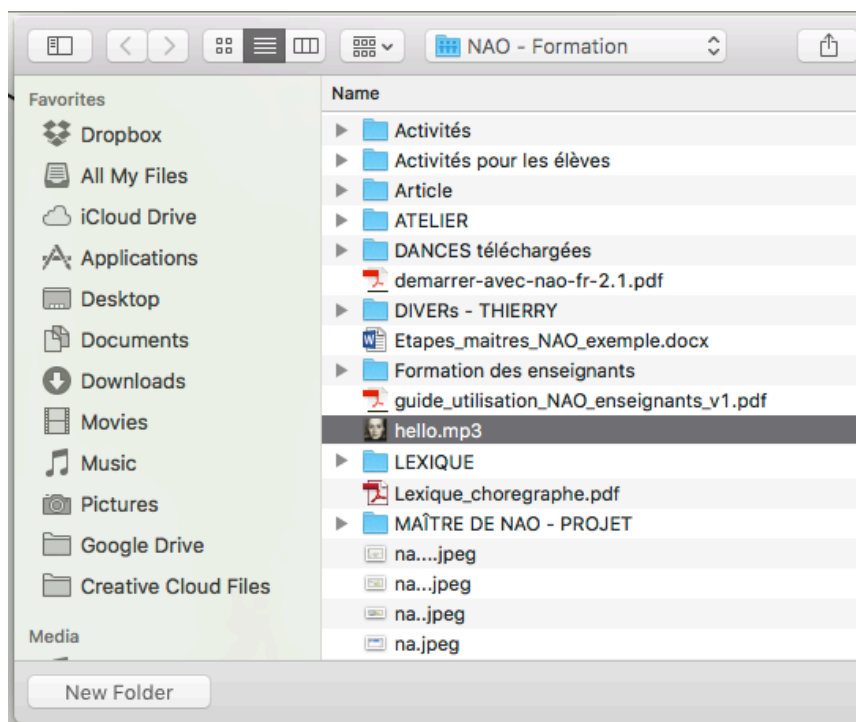 NAO - Formation
Favorites
Dropbox
All My Files
iCloud Drive
Applications
Desktop
Documents
Downloads
Movies
Music
Pictures
Google Drive
Creative Cloud Files
Media
Name
Activités
Activités pour les élèves
Article
ATELIER
DANCES téléchargées
demarrer-avec-nao-fr-2.1.pdf
DIVERs - THIERRY
Etapes_maitres_NAO_exemple.docx
Formation des enseignants
guide_utilisation_NAO_enseignants_v1.pdf
hello.mp3
LEXIQUE
Lexique_choregraphe.pdf
MAÎTRE DE NAO - PROJET
na....jpeg
na...jpeg
na..jpeg
na.jpeg
New Folder